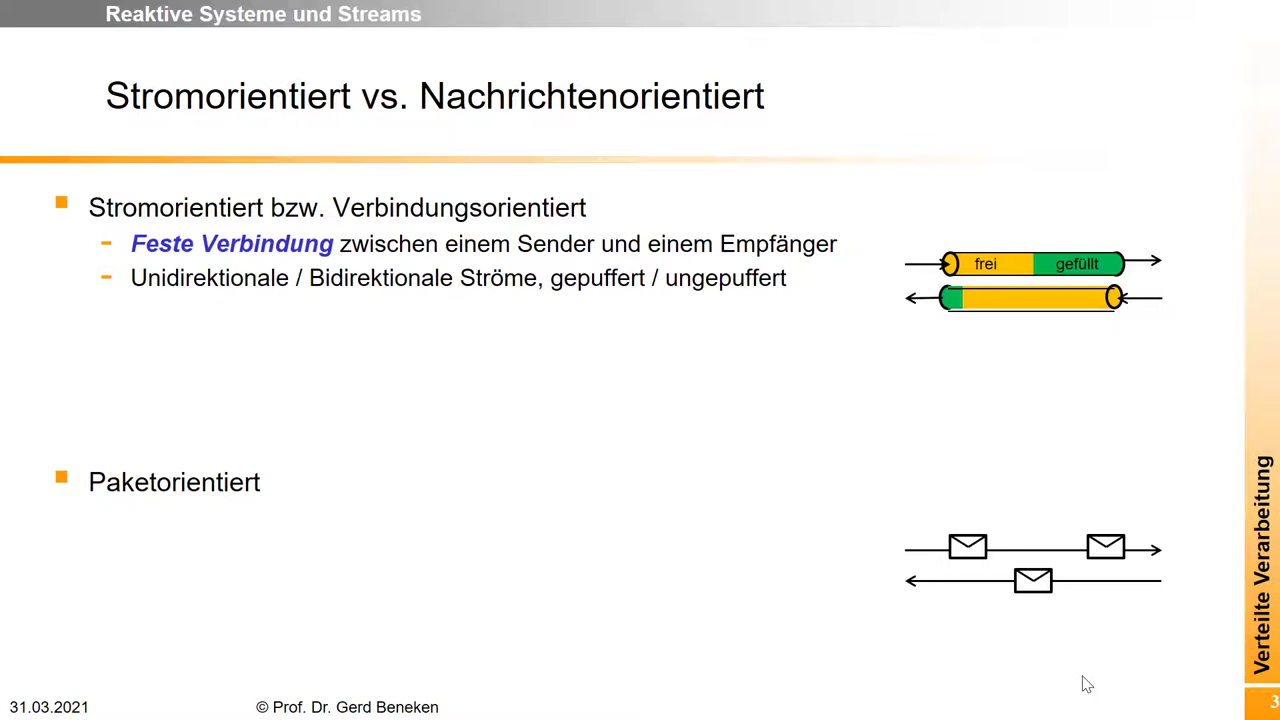 Reaktive Systeme und Streams
Stromorientiert vs. Nachrichtenorientiert
Stromorientiert bzw. Verbindungsorientiert
Feste Verbindung zwischen einem Sender und einem Empfänger
Unidirektionale / Bidirektionale Ströme, gepuffert / ungepuffert
frei
gefüllt
Paketorientiert
Verteilte Verarbeitung
31.03.2021
© Prof. Dr. Gerd Beneken
3